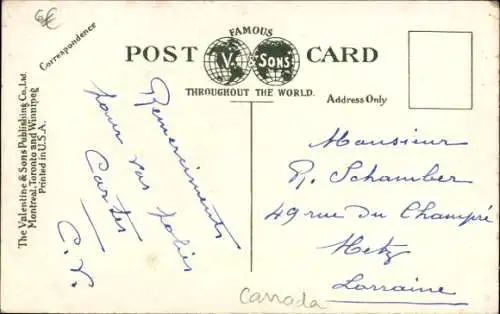 The Valentine & Sons Publishing Co., Ltd.
Montreal, Toronto and Winnipeg
Printed in U.S.A.
Correspondence
FAMOUS
POST CARD
V. & SONS
THROUGHOUT THE WORLD.
Address Only
Remerciments
pour vos jolies
Cartes
C. V.
Monsieur
R. Schamber
49 rue du Champé
Metz
Lorraine
Canada